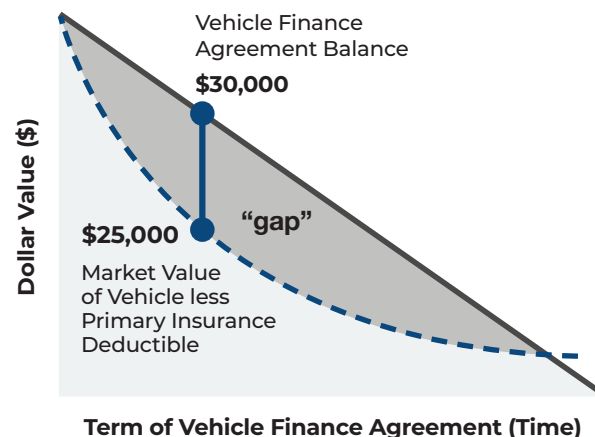 Vehicle Finance
Agreement Balance
$30,000
Dollar Value ($)
“gap”
$25,000
Market Value
of Vehicle less
Primary Insurance
Deductible
Term of Vehicle Finance Agreement (Time)